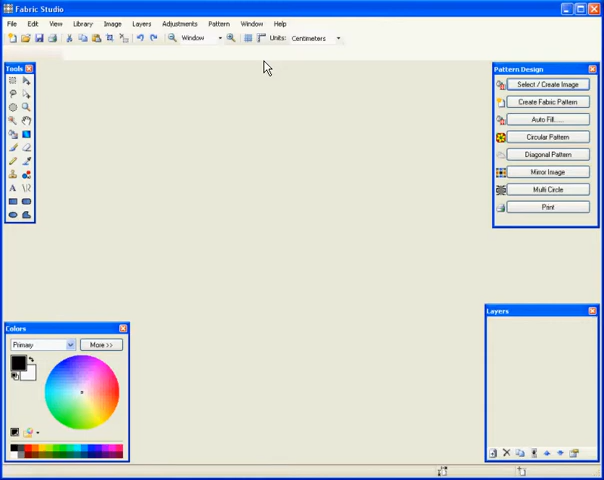 Fabric Studio
File Edit View Library Image Layers Adjustments Pattern Window Help
Window Units: Centimeters
Tools
Pattern Design
Select / Create Image
Create Fabric Pattern
Auto Fill.....
Circular Pattern
Diagonal Pattern
Mirror Image
Multi Circle
Print
Layers
Colors
Primary More >>